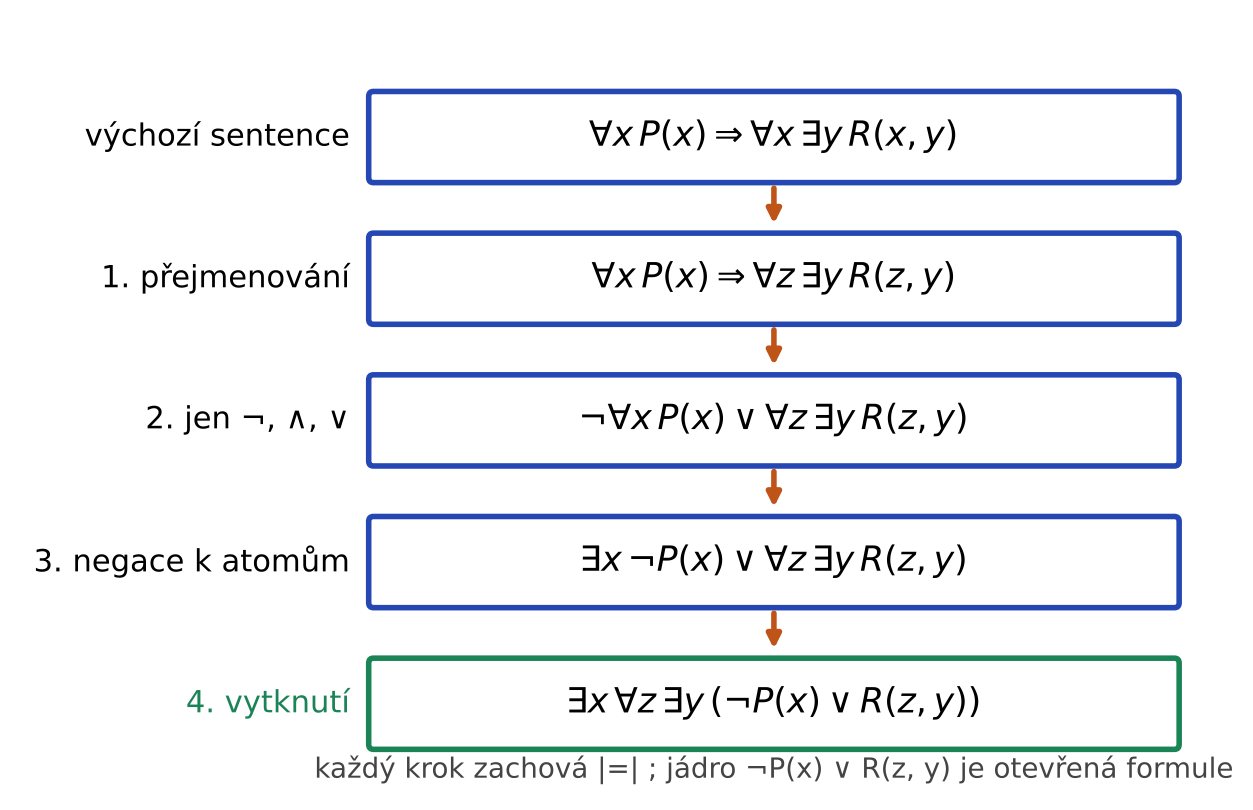 výchozí sentence ∀x P(x) ⇒ ∀x ∃y R(x, y)
1. přejmenování ∀x P(x) ⇒ ∀z ∃y R(z, y)
2. jen ¬, ∧, ∨ ¬∀x P(x) ∨ ∀z ∃y R(z, y)
3. negace k atomům ∃x ¬P(x) ∨ ∀z ∃y R(z, y)
4. vytknutí ∃x ∀z ∃y (¬P(x) ∨ R(z, y))
každý krok zachová |=| ; jádro ¬P(x) ∨ R(z, y) je otevřená formule